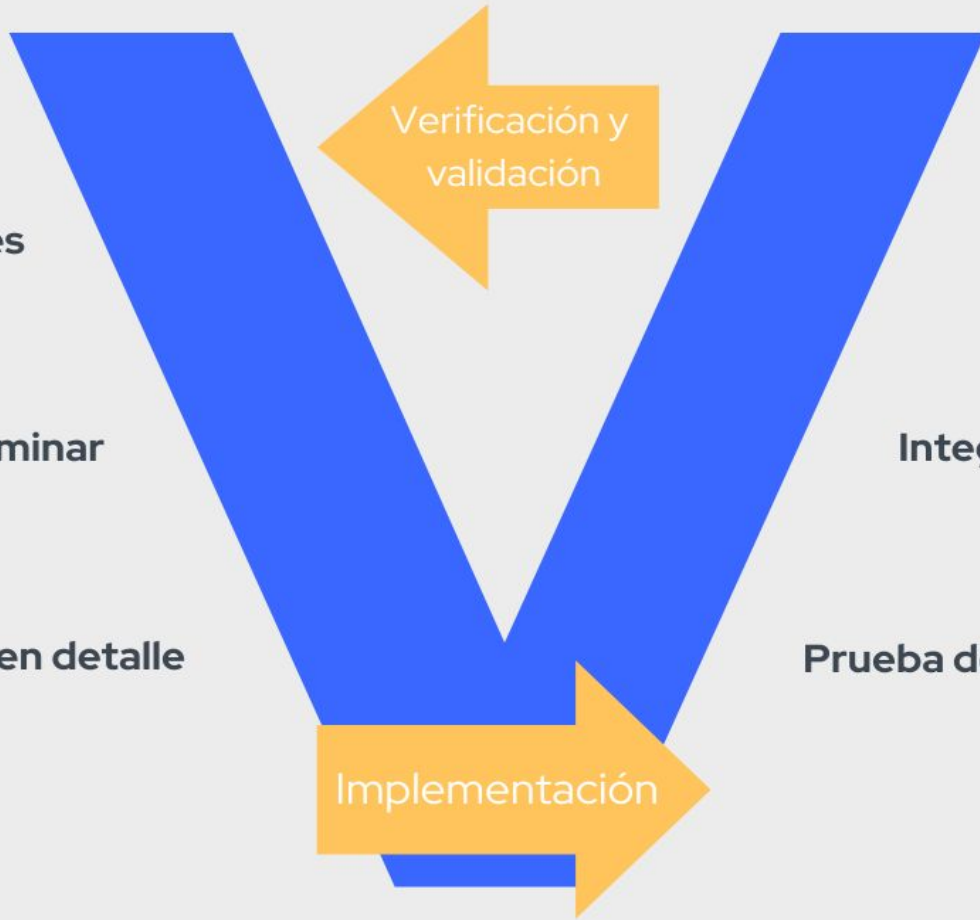 Verificación y
validación
es
minar
Integ
en detalle
Prueba d
Implementación